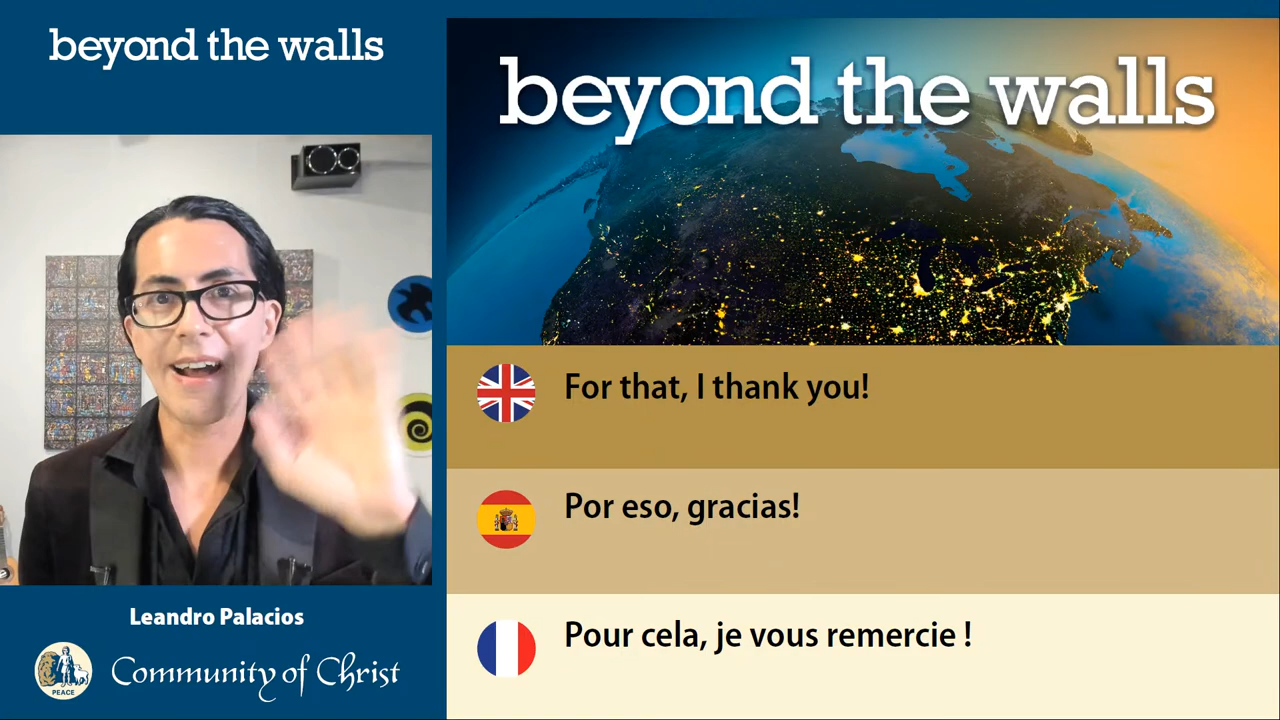 beyond the walls
Leandro Palacios
PEACE
Community of Christ
beyond the walls
For that, I thank you!
Por eso, gracias!
Pour cela, je vous remercie !